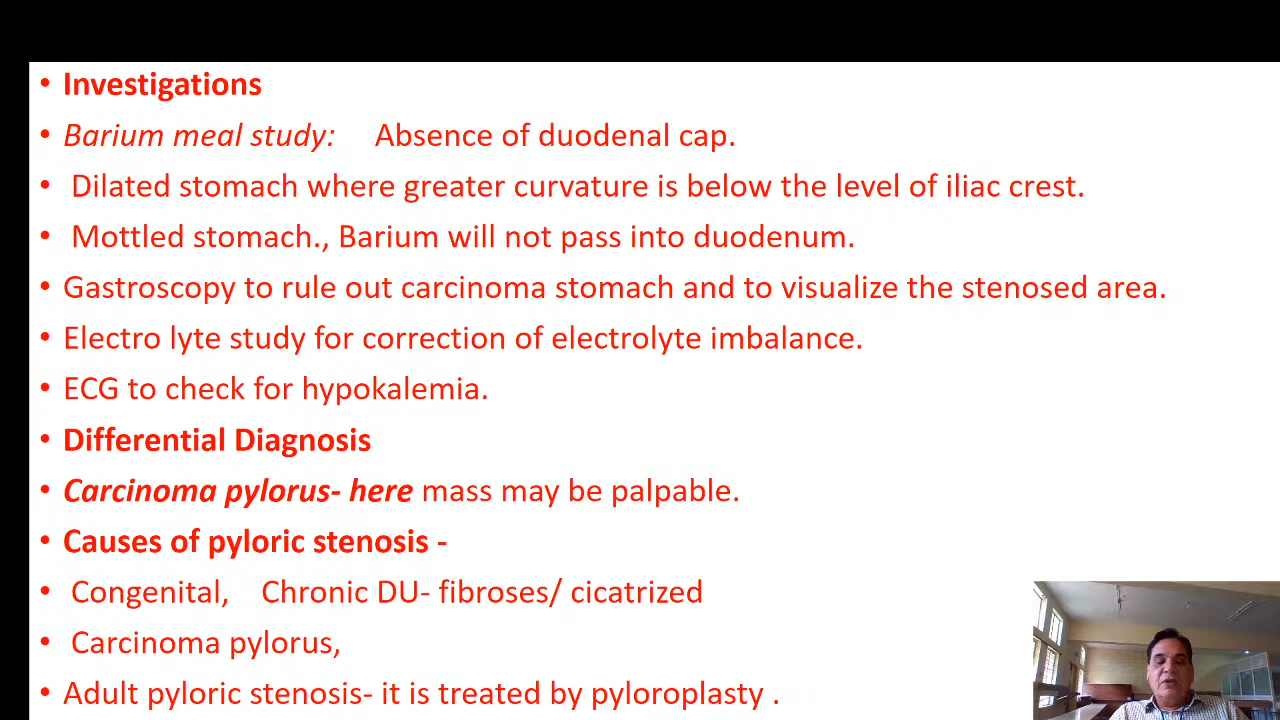 • Investigations
• Barium meal study: Absence of duodenal cap.
• Dilated stomach where greater curvature is below the level of iliac crest.
• Mottled stomach., Barium will not pass into duodenum.
• Gastroscopy to rule out carcinoma stomach and to visualize the stenosed area.
• Electro lyte study for correction of electrolyte imbalance.
• ECG to check for hypokalemia.
• Differential Diagnosis
• Carcinoma pylorus- here mass may be palpable.
• Causes of pyloric stenosis -
• Congenital, Chronic DU- fibroses/ cicatrized
• Carcinoma pylorus,
• Adult pyloric stenosis- it is treated by pyloroplasty .